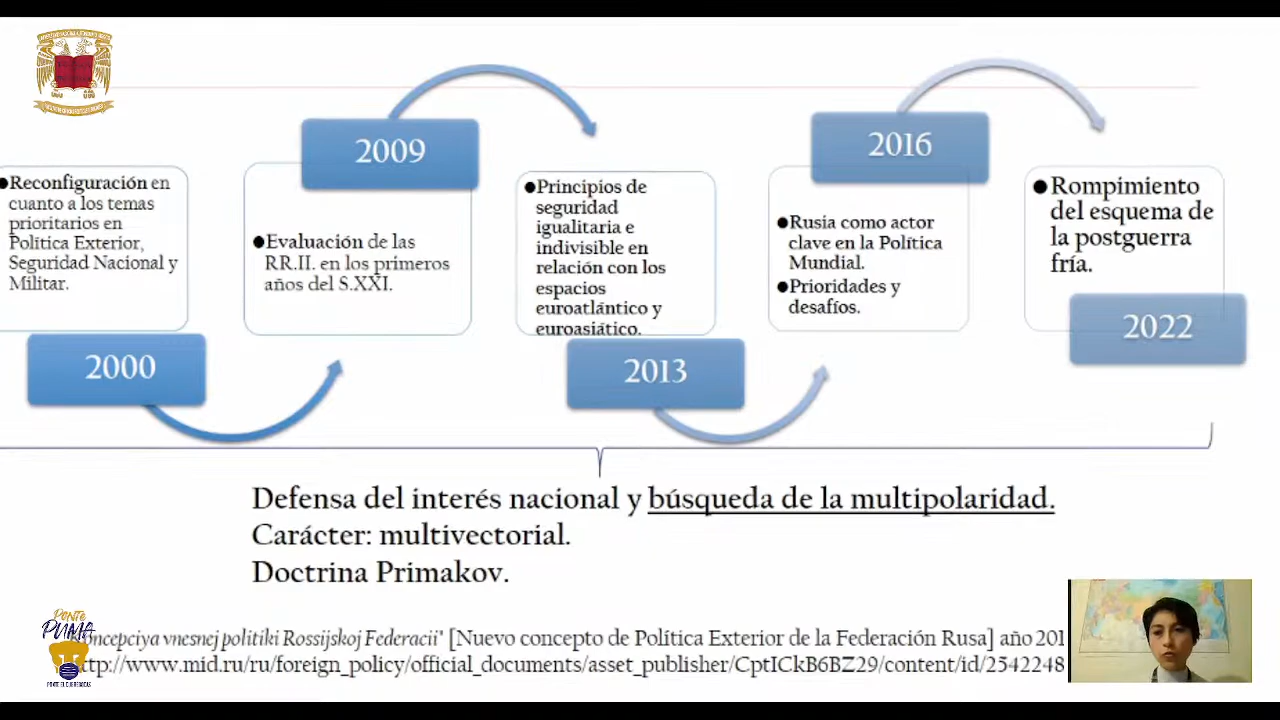 ●Reconfiguración en
cuanto a los temas
prioritarios en
Política Exterior,
Seguridad Nacional y
Militar.
2000
2009
●Evaluación de las
RR.II. en los primeros
años del S.XXI.
●Principios de
seguridad
igualitaria e
indivisible en
relación con los
espacios
euroatlántico y
euroasiático.
2013
2016
●Rusia como actor
clave en la Política
Mundial.
●Prioridades y
desafíos.
●Rompimiento
del esquema de
la postguerra
fría.
2022
Defensa del interés nacional y búsqueda de la multipolaridad.
Carácter: multivectorial.
Doctrina Primakov.
PONTE
PUMA
oncepciya vnesnej politiki Rossijskoj Federacii" [Nuevo concepto de Política Exterior de la Federación Rusa] año 201
ttp://www.mid.ru/ru/foreign_policy/official_documents/asset_publisher/CptICkB6BZ29/content/id/2542248